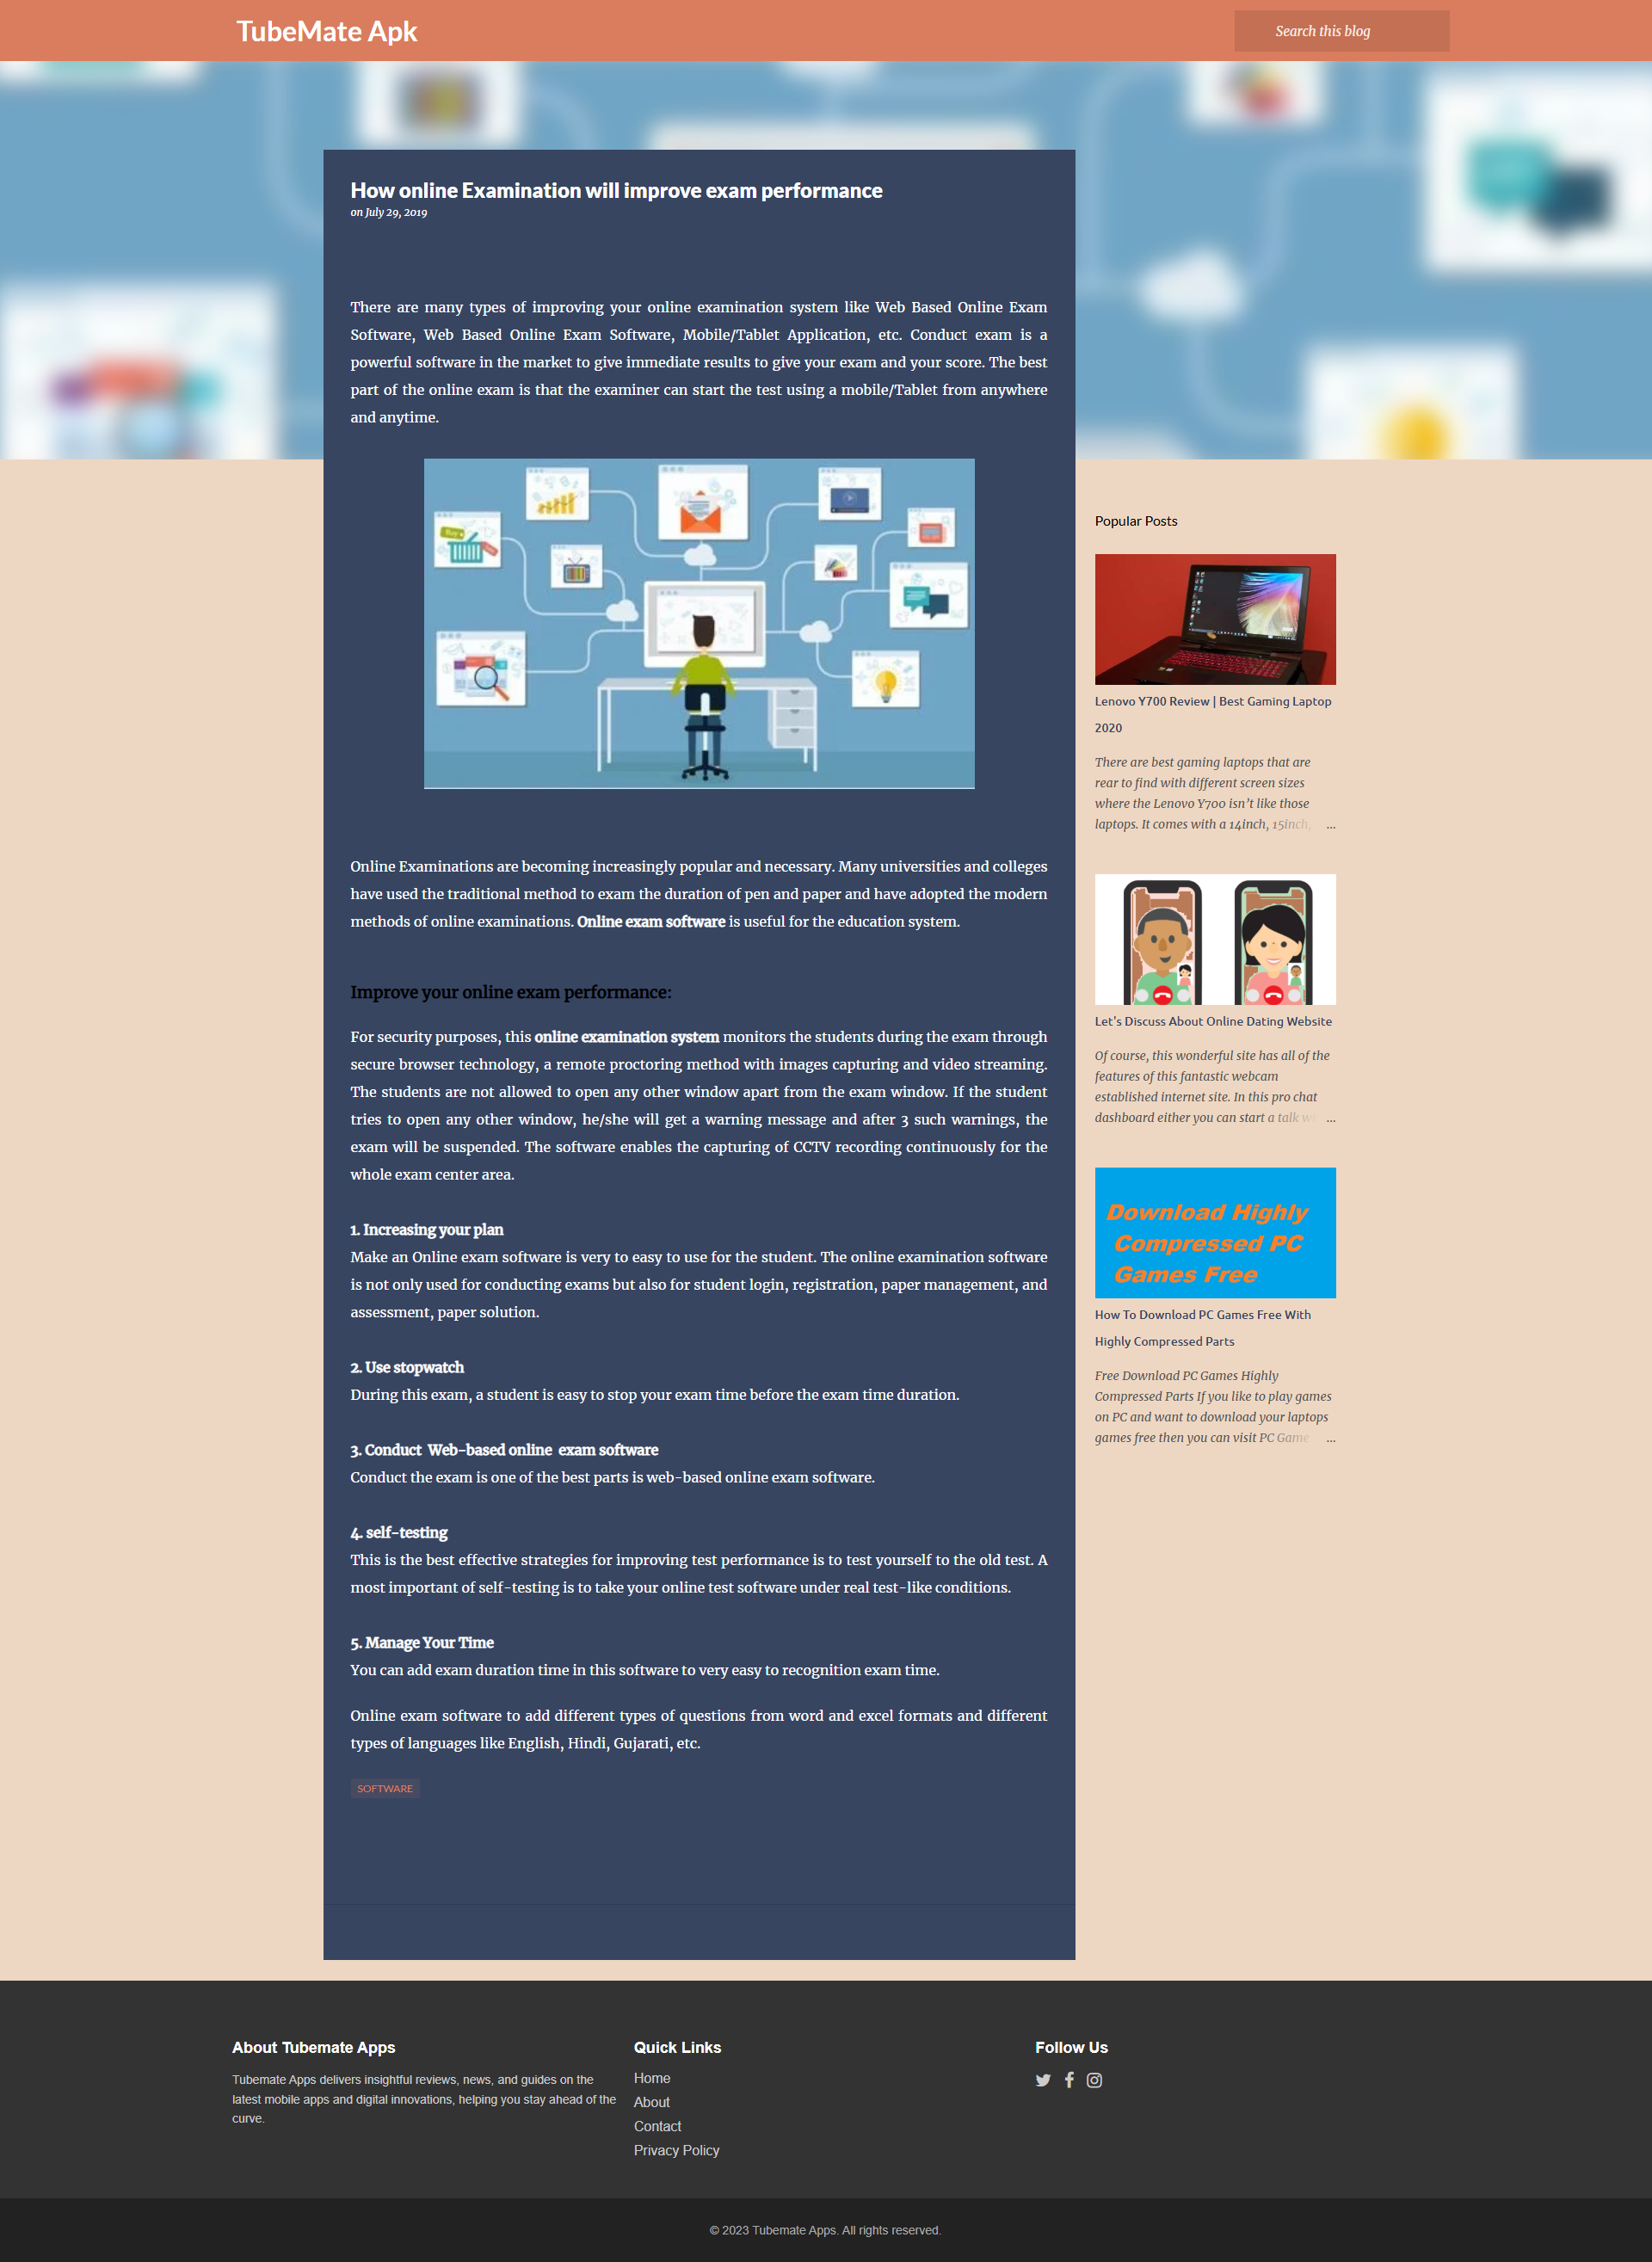 TubeMate Apk
Search this blog
How online Examination will improve exam performance
on July 29, 2019
There are many types of improving your online examination system like Web Based Online Exam
Software, Web Based Online Exam Software, Mobile/Tablet Application, etc. Conduct exam is a
powerful software in the market to give immediate results to give your exam and your score. The best
part of the online exam is that the examiner can start the test using a mobile/Tablet from anywhere
and anytime.
Buy
Online Examinations are becoming increasingly popular and necessary. Many universities and colleges
have used the traditional method to exam the duration of pen and paper and have adopted the modern
methods of online examinations. Online exam software is useful for the education system.
Improve your online exam performance:
For security purposes, this online examination system monitors the students during the exam through
secure browser technology, a remote proctoring method with images capturing and video streaming.
The students are not allowed to open any other window apart from the exam window. If the student
tries to open any other window, he/she will get a warning message and after 3 such warnings, the
exam will be suspended. The software enables the capturing of CCTV recording continuously for the
whole exam center area.
1. Increasing your plan
Make an Online exam software is very to easy to use for the student. The online examination software
is not only used for conducting exams but also for student login, registration, paper management, and
assessment, paper solution.
2. Use stopwatch
During this exam, a student is easy to stop your exam time before the exam time duration.
3. Conduct  Web-based online  exam software
Conduct the exam is one of the best parts is web-based online exam software.
4. self-testing
This is the best effective strategies for improving test performance is to test yourself to the old test. A
most important of self-testing is to take your online test software under real test-like conditions.
5. Manage Your Time
You can add exam duration time in this software to very easy to recognition exam time.
Online exam software to add different types of questions from word and excel formats and different
types of languages like English, Hindi, Gujarati, etc.
SOFTWARE
Popular Posts
Lenovo Y700 Review | Best Gaming Laptop
2020
There are best gaming laptops that are
rear to find with different screen sizes
where the Lenovo Y700 isn't like those
laptops. It comes with a 14inch, 15inch, ...
Let's Discuss About Online Dating Website
Of course, this wonderful site has all of the
features of this fantastic webcam
established internet site. In this pro chat
dashboard either you can start a talk ...
Download Highly
Compressed PC
Games Free
How To Download PC Games Free With
Highly Compressed Parts
Free Download PC Games Highly
Compressed Parts If you like to play games
on PC and want to download your laptops
games free then you can visit PC Game ...
About Tubemate Apps
Tubemate Apps delivers insightful reviews, news, and guides on the
latest mobile apps and digital innovations, helping you stay ahead of the
curve.
Quick Links
Home
About
Contact
Privacy Policy
Follow Us
© 2023 Tubemate Apps. All rights reserved.